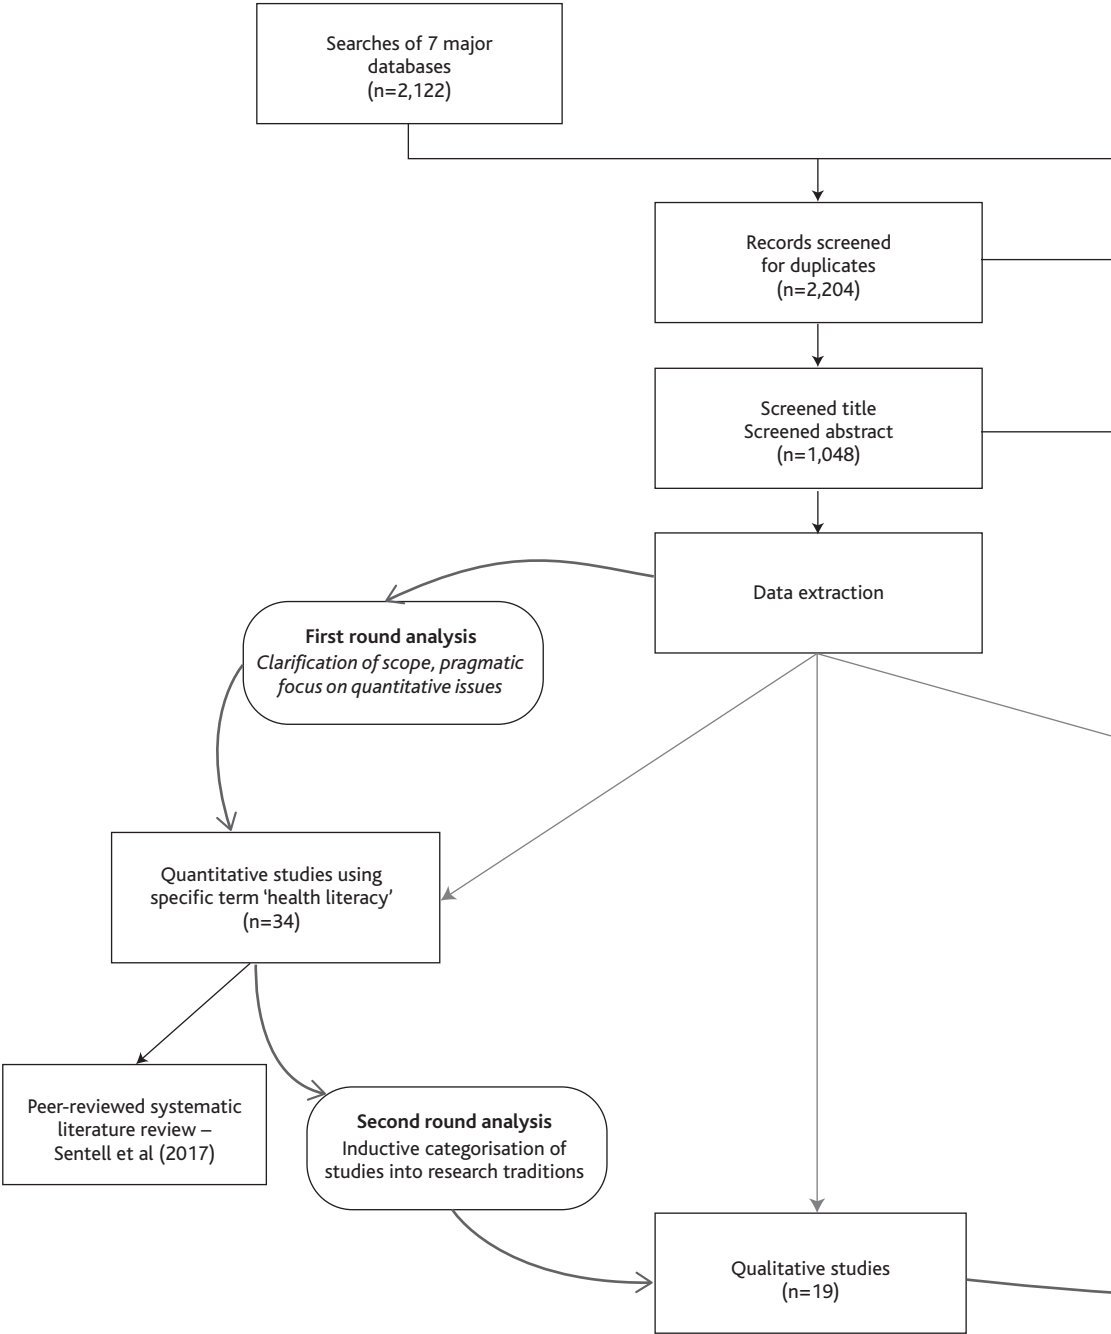 Searches of 7 major
databases
(n=2,122)
Records screened
for duplicates
(n=2,204)
Screened title
Screened abstract
(n=1,048)
Data extraction
First round analysis
Clarification of scope, pragmatic
focus on quantitative issues
Quantitative studies using
specific term ‘health literacy’
(n=34)
Peer-reviewed systematic
literature review –
Sentell et al (2017)
Second round analysis
Inductive categorisation of
studies into research traditions
Qualitative studies
(n=19)